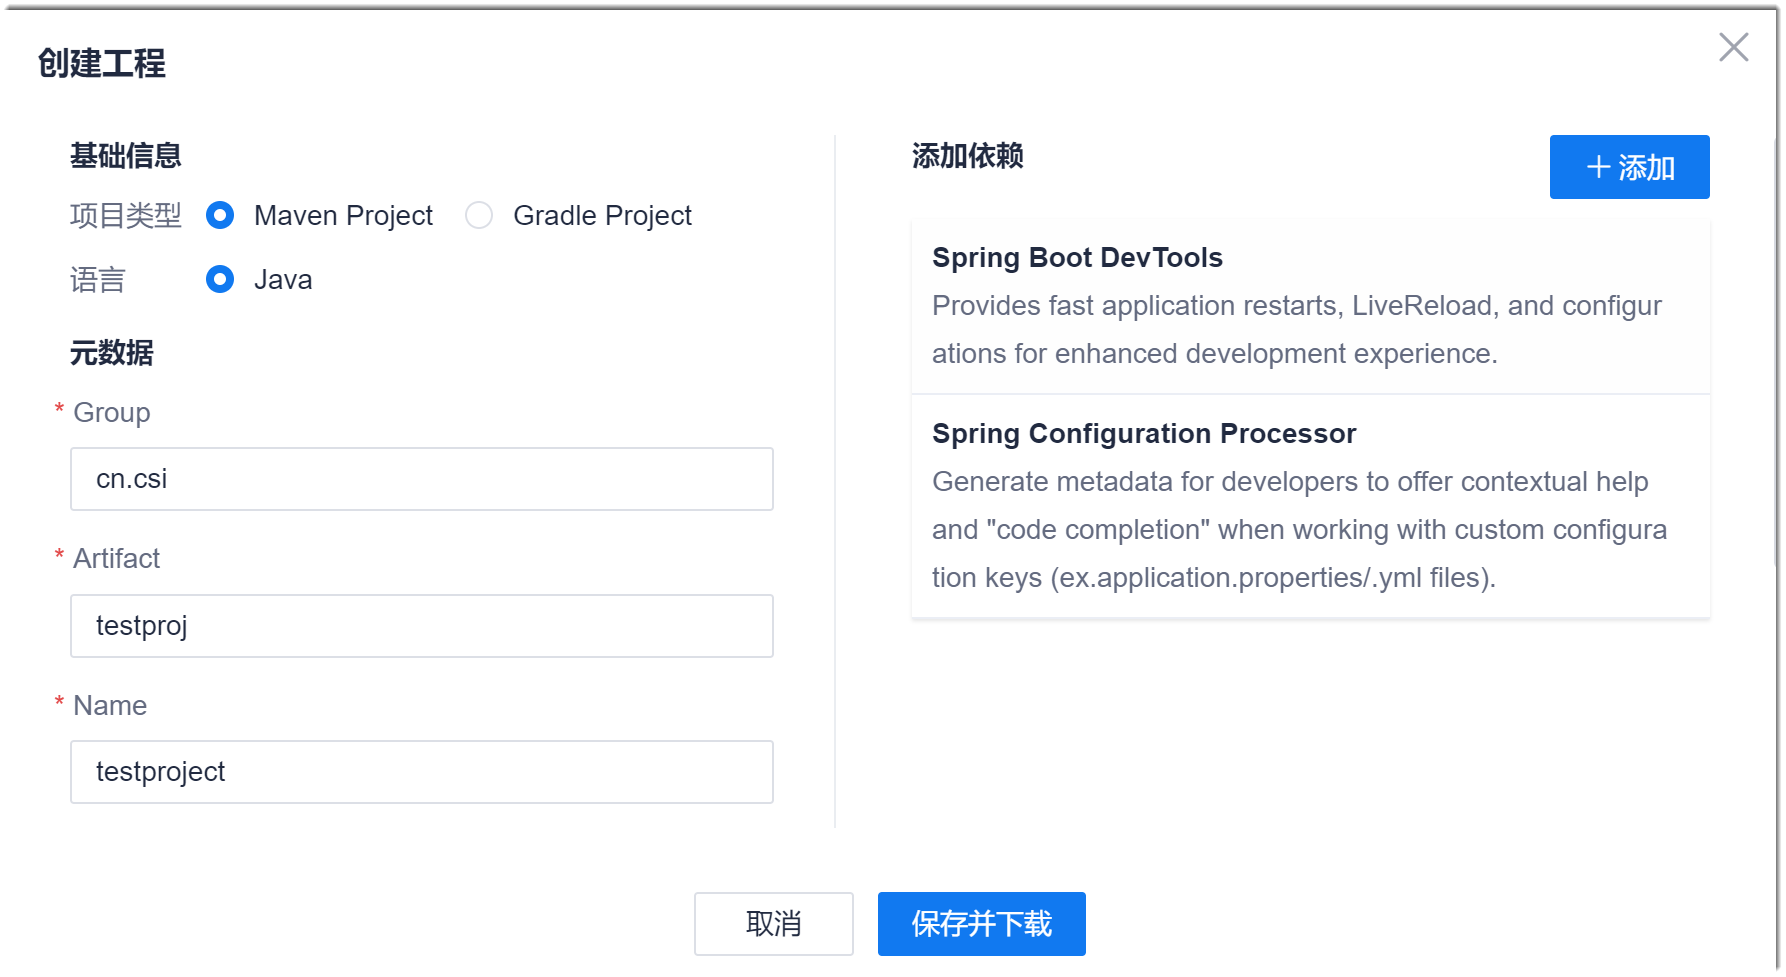 创建工程
基础信息
项目类型 Maven Project Gradle Project
语言 Java
元数据
* Group
cn.csi
* Artifact
testproj
* Name
testproject
添加依赖
添加
Spring Boot DevTools
Provides fast application restarts, LiveReload, and configur
ations for enhanced development experience.
Spring Configuration Processor
Generate metadata for developers to offer contextual help
and "code completion" when working with custom configura
tion keys (ex.application.properties/.yml files).
取消
保存并下载